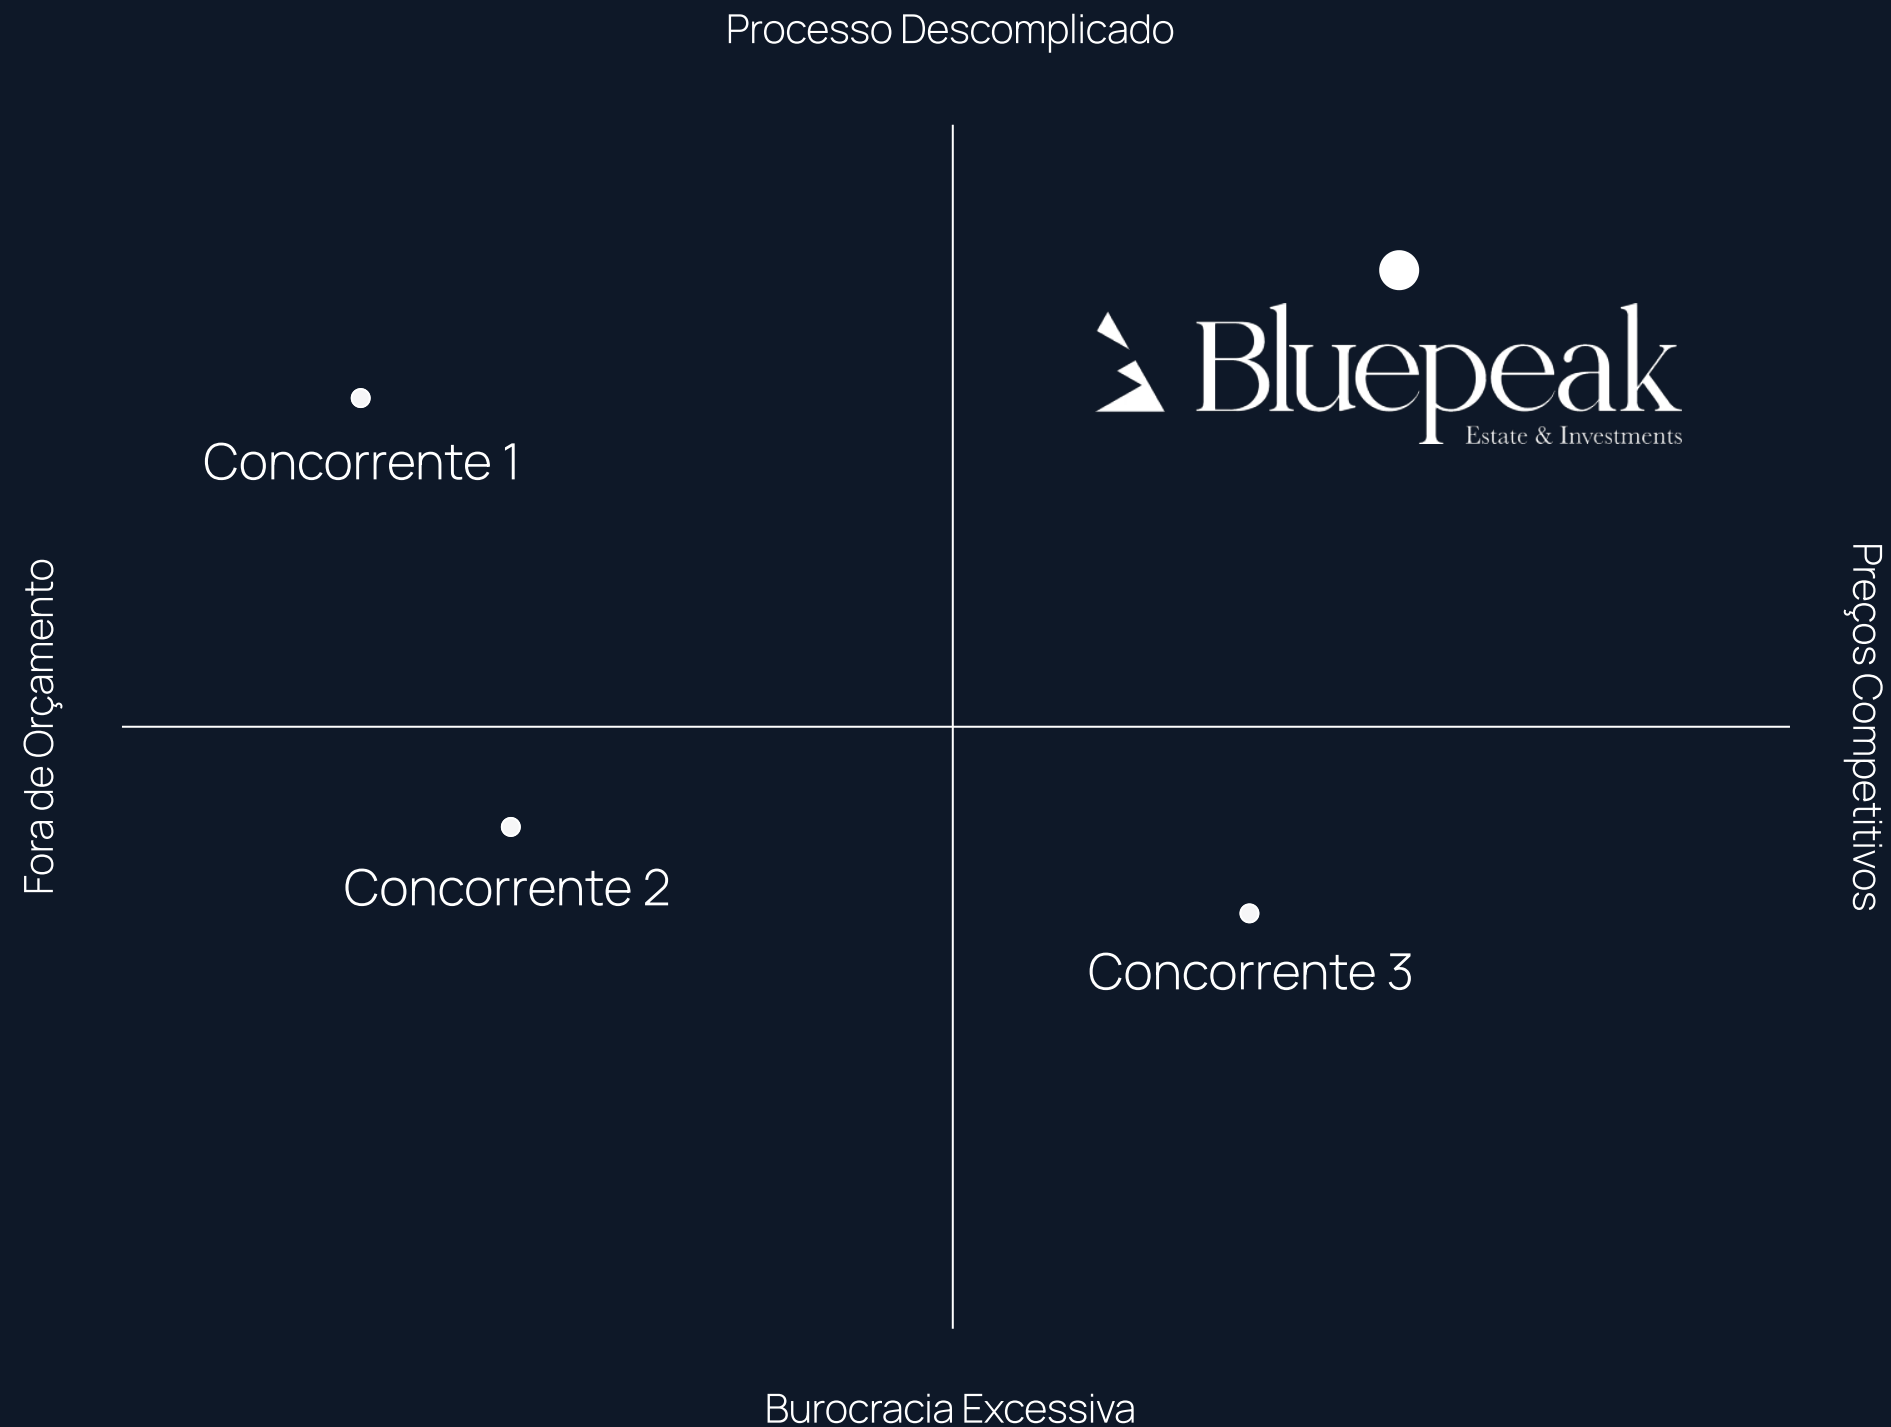 Processo Descomplicado
Bluepeak
Estate & Investments
Concorrente 1
Fora de Orçamento
Preços Competitivos
Concorrente 2
Concorrente 3
Burocracia Excessiva